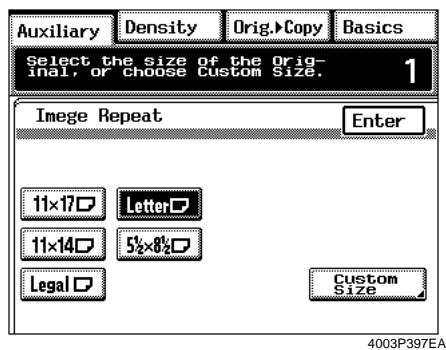 Auxiliary Density Orig.▸Copy Basics
Select the size of the Orig-
inal, or choose Custom Size. 1
Imege Repeat Enter
11×17 Letter
11×14 5½×8½
Legal Custom
Size
4003P397EA